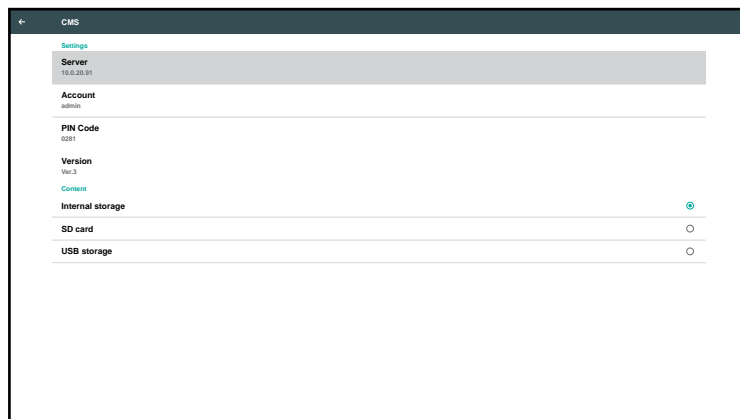 CMS
Settings
Server
10.0.20.91
Account
admin
PIN Code
0281
Version
Ver.3
Content
Internal storage
SD card
USB storage